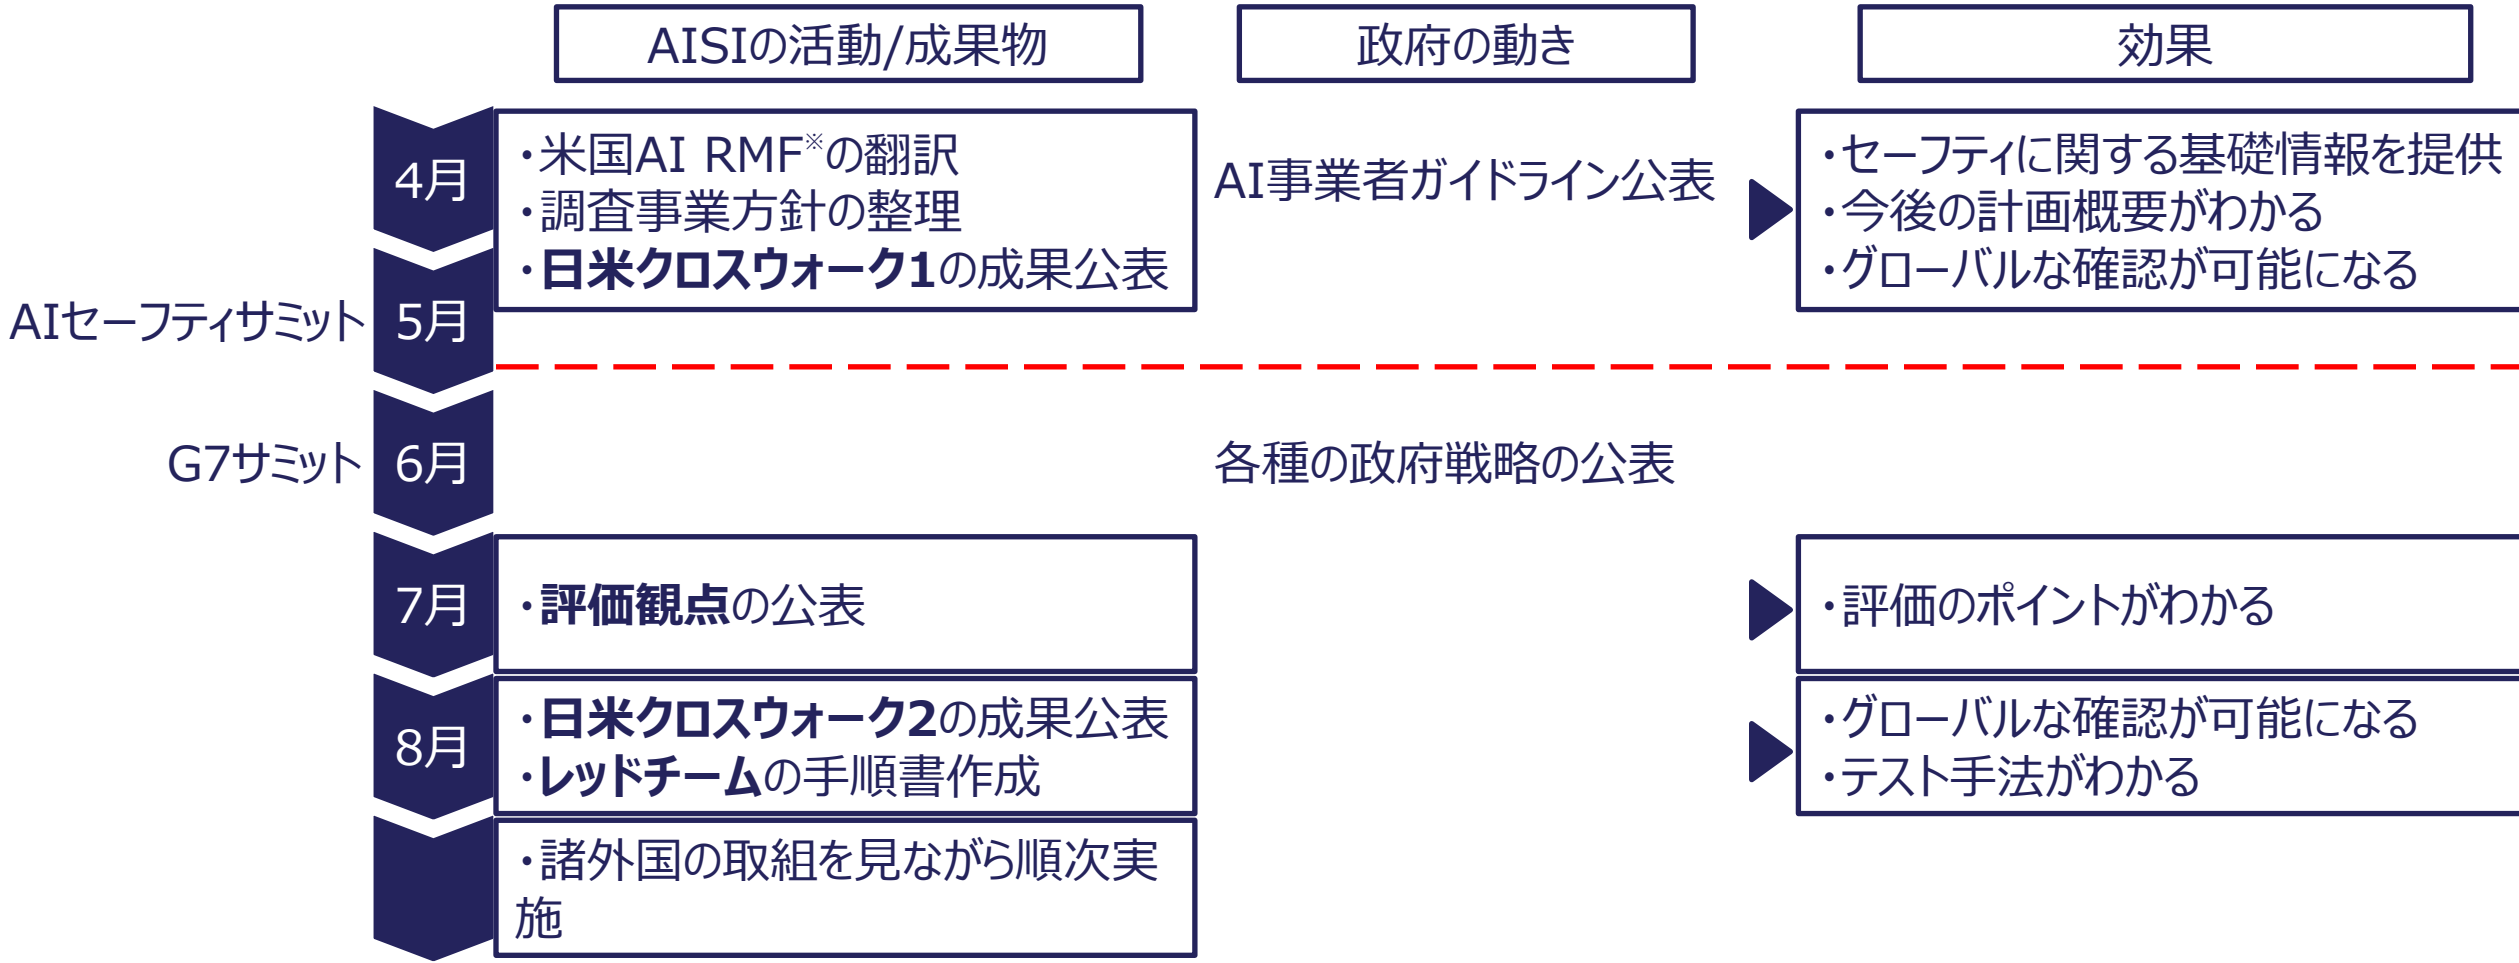 AISIの活動/成果物
政府の動き
効果
4月
・米国AI RMF※の翻訳
・調査事業方針の整理
・日米クロスウォーク1の成果公表
AI事業者ガイドライン公表
・セーフティに関する基礎情報を提供
・今後の計画概要がわかる
・グローバルな確認が可能になる
AIセーフティサミット
5月
G7サミット
6月
各種の政府戦略の公表
7月
・評価観点の公表
・評価のポイントがわかる
8月
・日米クロスウォーク2の成果公表
・レッドチームの手順書作成
・グローバルな確認が可能になる
・テスト手法がわかる
・諸外国の取組を見ながら順次実
施